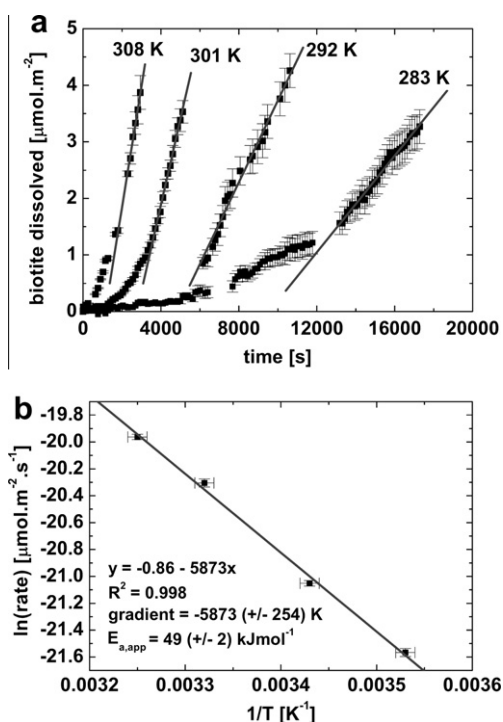 a
308 K
301 K
292 K
283 K
5
4
3
2
1
0
biotite dissolved [μmol.m⁻²]
0 4000 8000 12000 16000 20000
time [s]
b
-19.8
-20.0
-20.2
-20.4
-20.6
-20.8
-21.0
-21.2
-21.4
-21.6
ln(rate) [μmol.m⁻².s⁻¹]
y = -0.86 - 5873x
R² = 0.998
gradient = -5873 (+/- 254) K
Eₐ,ₐₚₚ = 49 (+/- 2) kJmol⁻¹
0.0032 0.0033 0.0034 0.0035 0.0036
1/T [K⁻¹]